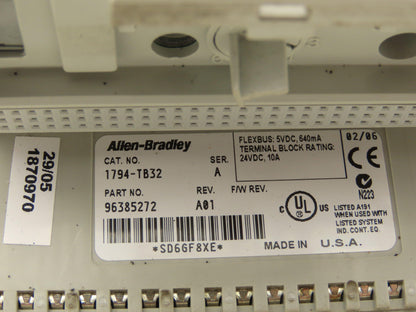 29/05
1870970
Allen-Bradley
CAT. NO.
SER.
1794-TB32
A
PART NO.
REV.
F/W REV.
96385272
A01
*SD6GF8XE*
MADE IN U.S.A.
FLEXBUS: 5VDC, 640mA
TERMINAL BLOCK RATING:
24VDC, 10A
02/06
CE
N223
c UL US
LISTED A191
WHEN USED WITH
LISTED SYSTEM
IND. CONT. EQ.